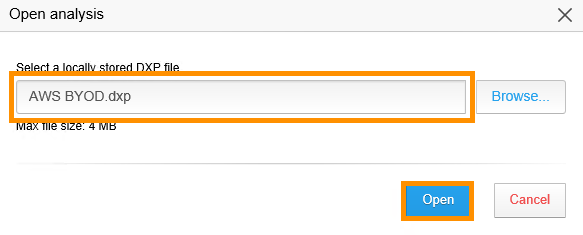 Open analysis
Select a locally stored DXP file
AWS BYOD.dxp
Browse...
Max file size: 4 MB
Open
Cancel